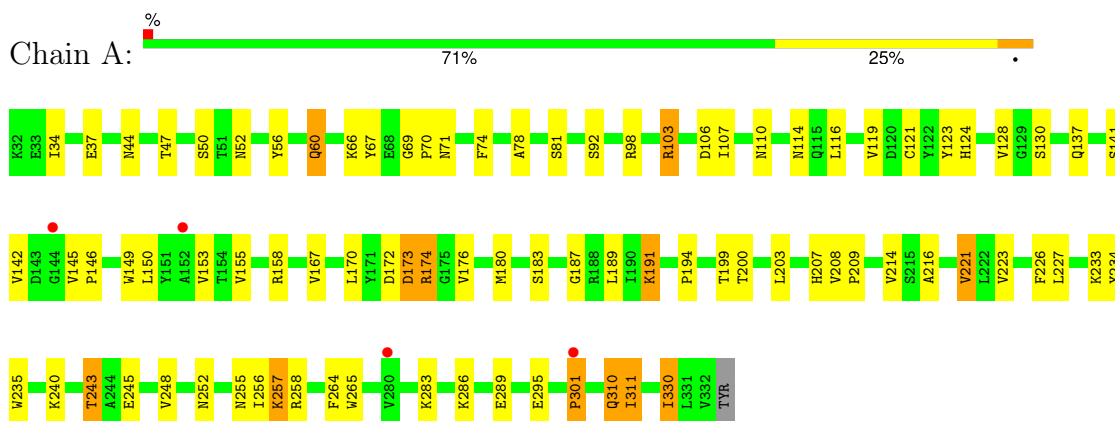 %
Chain A:
71% 25% •
K32 E33 I34 E37 N44 T47 S50 T51 N52 Y56 Q60 K66 Y67 E68 G69 P70 N71 F74 A78 S81 S92 R98 R103 D106 I107 N110 N114 Q115 L116 V119 D120 C121 Y122 Y123 H124 V128 G129 S130 Q137 S141
V142 D143 G144 V145 P146 W149 L150 Y151 A152 V153 T154 V155 R158 V167 L170 Y171 D172 D173 R174 G175 V176 M180 S183 G187 R188 L189 I190 K191 P194 T199 T200 L203 H207 V208 P209 V214 S215 A216 V221 L222 V223 F226 L227 K233
W235 K240 T243 A244 E245 V248 N252 N255 I256 K257 R258 F264 W265 V280 K283 K286 E289 E295 P301 Q310 I311 I330 L331 V332 TYR